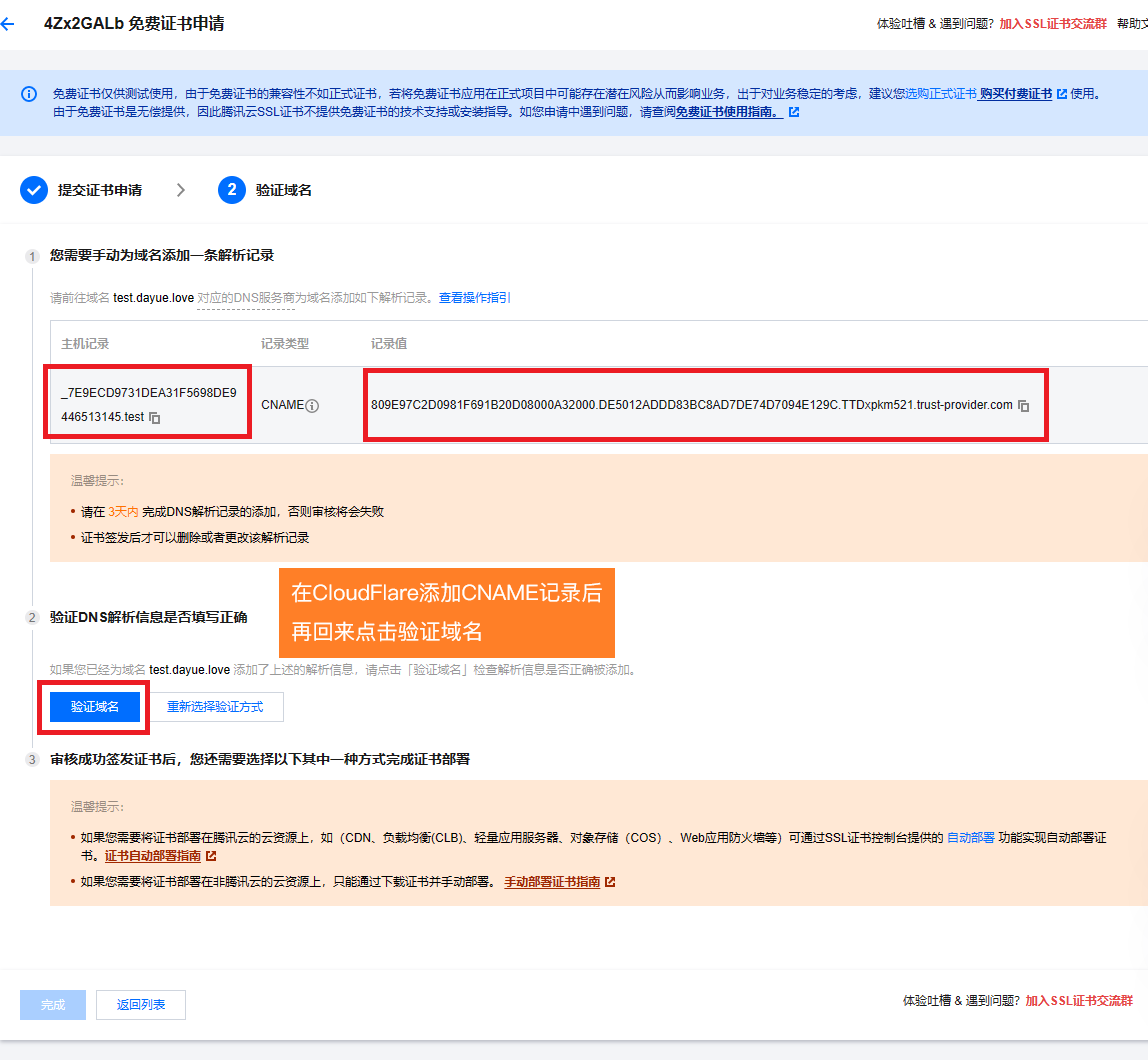 4Zx2GALb 免费证书申请
体验吐槽 & 遇到问题? 加入SSL证书交流群 帮助文
免费证书仅供测试使用，由于免费证书的兼容性不如正式证书，若将免费证书应用在正式项目中可能存在潜在风险从而影响业务，出于对业务稳定的考虑，建议您选购正式证书 购买付费证书 使用。
由于免费证书是无偿提供，因此腾讯云SSL证书不提供免费证书的技术支持或安装指导。如您申请中遇到问题，请查阅免费证书使用指南。
提交证书申请
2 验证域名
1 您需要手动为域名添加一条解析记录
请前往域名 test.dayue.love 对应的DNS服务商为域名添加如下解析记录。查看操作指引
主机记录 记录类型 记录值
_7E9ECD9731DEA31F5698DE9
446513145.test
CNAME
809E97C2D0981F691B20D08000A32000.DE5012ADDD83BC8AD7DE74D7094E129C.TTDxpkm521.trust-provider.com
温馨提示:
• 请在 3天内 完成DNS解析记录的添加，否则审核将会失败
• 证书签发后才可以删除或者更改该解析记录
在CloudFlare添加CNAME记录后
再回来点击验证域名
2 验证DNS解析信息是否填写正确
如果您已经为域名 test.dayue.love 添加了上述的解析信息，请点击「验证域名」检查解析信息是否正确被添加。
验证域名 重新选择验证方式
3 审核成功签发证书后，您还需要选择以下其中一种方式完成证书部署
温馨提示:
• 如果您需要将证书部署在腾讯云的云资源上，如（CDN、负载均衡(CLB)、轻量应用服务器、对象存储（COS）、Web应用防火墙等）可通过SSL证书控制台提供的 自动部署 功能实现自动部署证
书。证书自动部署指南
• 如果您需要将证书部署在非腾讯云的云资源上，只能通过下载证书并手动部署。 手动部署证书指南
完成 返回列表
体验吐槽 & 遇到问题? 加入SSL证书交流群